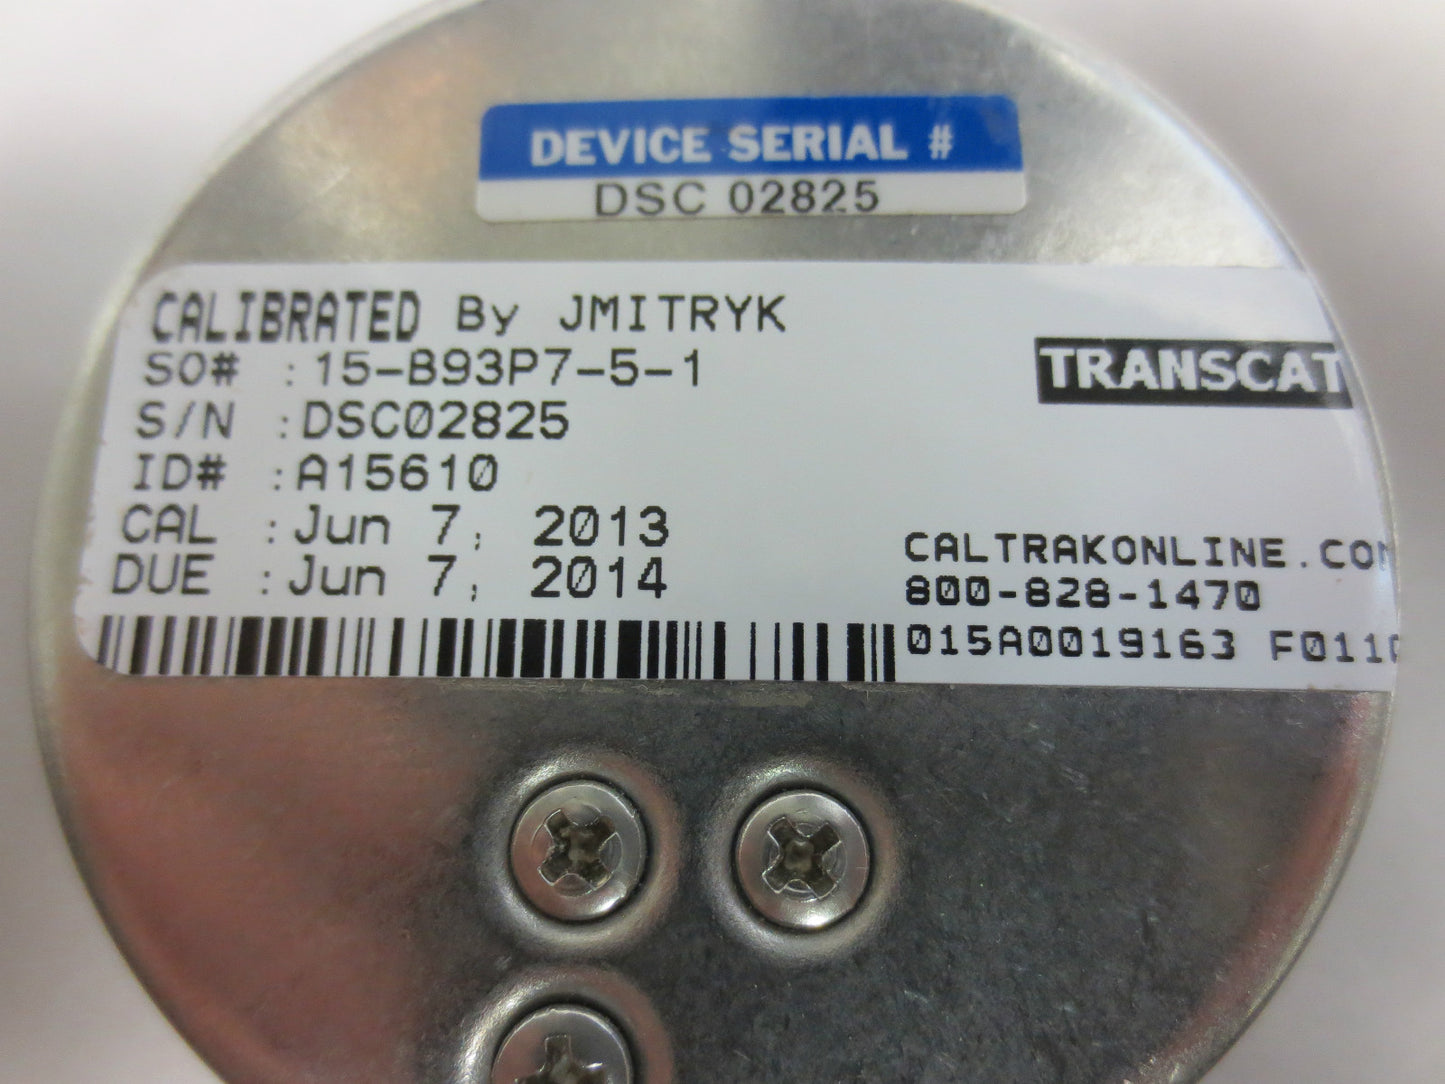 DEVICE SERIAL #
DSC 02825
CALIBRATED By JMITRYK
SO# :15-B93P7-5-1
S/N :DSC02825
ID# :A15610
CAL :Jun 7, 2013
DUE :Jun 7, 2014
TRANSCAT
CALTRAKONLINE.COM
800-828-1470
015A0019163